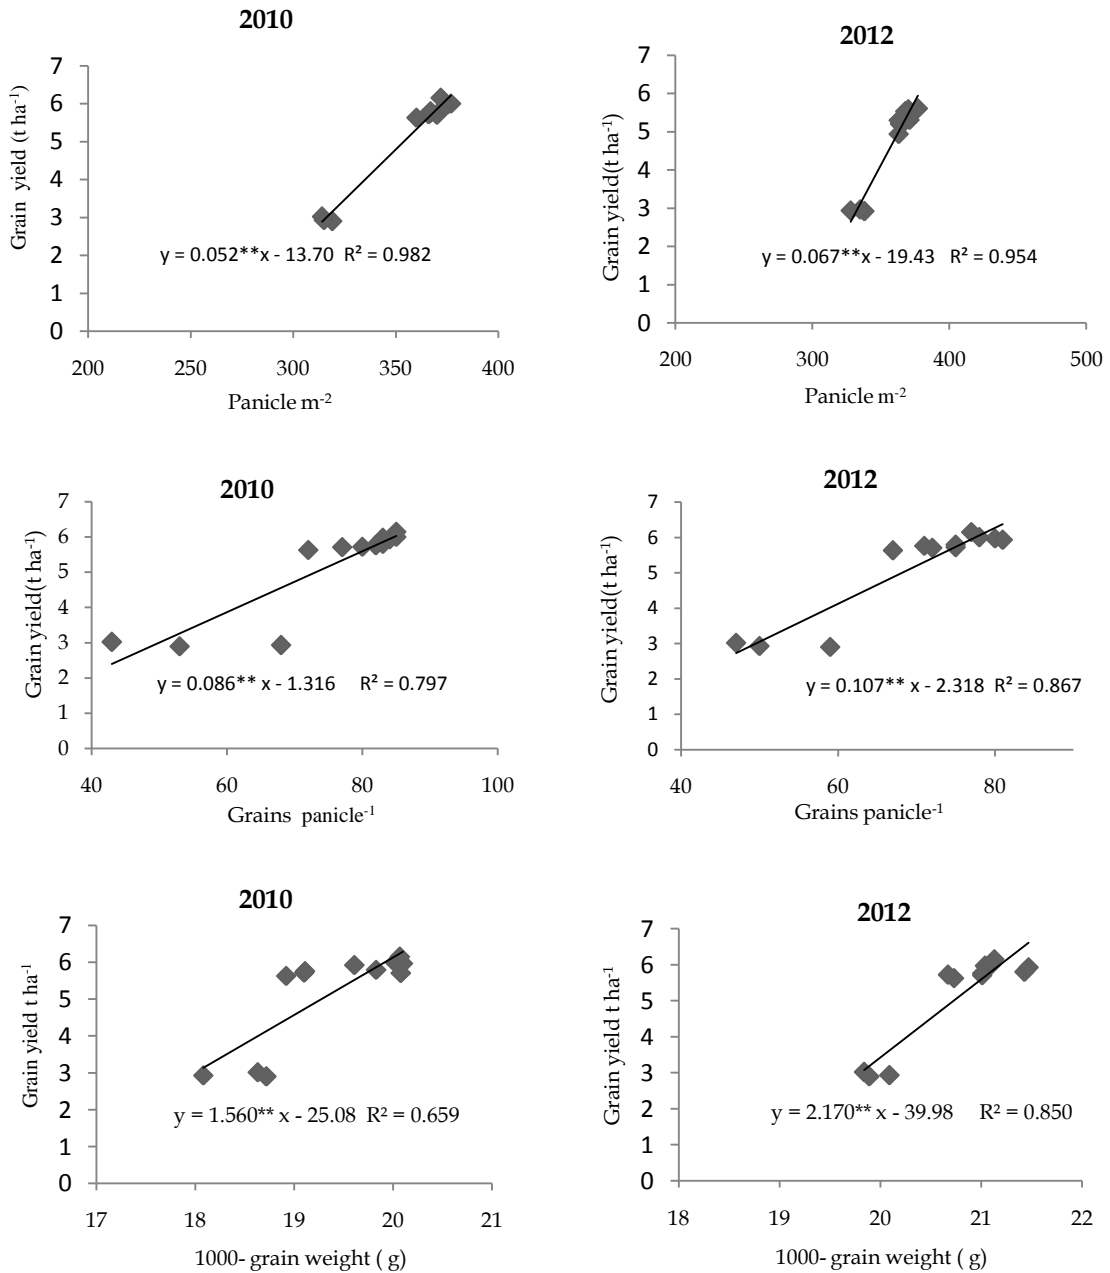 2010
7
6
5
4
3
2
1
0
Grain yield (t ha-1)
y = 0.052**x - 13.70 R² = 0.982
200 250 300 350 400
Panicle m-2
2012
7
6
5
4
3
2
1
0
Grain yield(t ha-1)
y = 0.067**x - 19.43 R² = 0.954
200 300 400 500
Panicle m-2
2010
7
6
5
4
3
2
1
0
Grain yield(t ha-1)
y = 0.086** x - 1.316 R² = 0.797
40 60 80 100
Grains panicle-1
2012
7
6
5
4
3
2
1
0
Grain yield(t ha-1)
y = 0.107** x - 2.318 R² = 0.867
40 60 80
Grains panicle-1
2010
7
6
5
4
3
2
1
0
Grain yield t ha-1
y = 1.560** x - 25.08 R² = 0.659
17 18 19 20 21
1000- grain weight ( g)
2012
7
6
5
4
3
2
1
0
Grain yield t ha-1
y = 2.170** x - 39.98 R² = 0.850
18 19 20 21 22
1000- grain weight ( g)